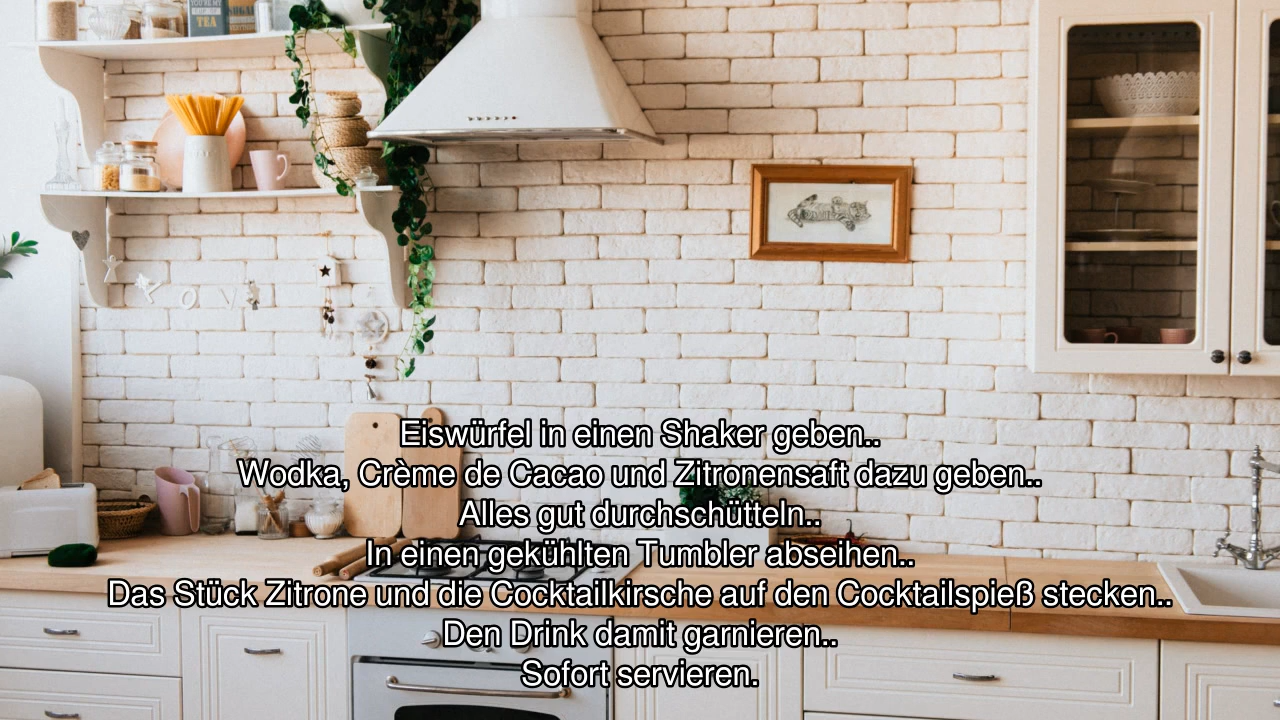 TEA
Eiswürfel in einen Shaker geben..
Wodka, Crème de Cacao und Zitronensaft dazu geben..
Alles gut durchschütteln..
In einen gekühlten Tumbler abseihen..
Das Stück Zitrone und die Cocktailkirsche auf den Cocktailspieß stecken..
Den Drink damit garnieren..
Sofort servieren.